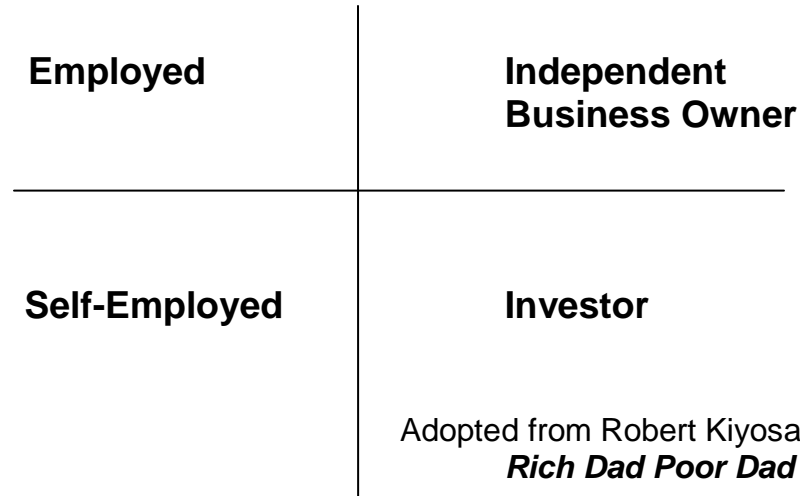 Employed
Independent
Business Owner
Self-Employed
Investor
Adopted from Robert Kiyosa
Rich Dad Poor Dad